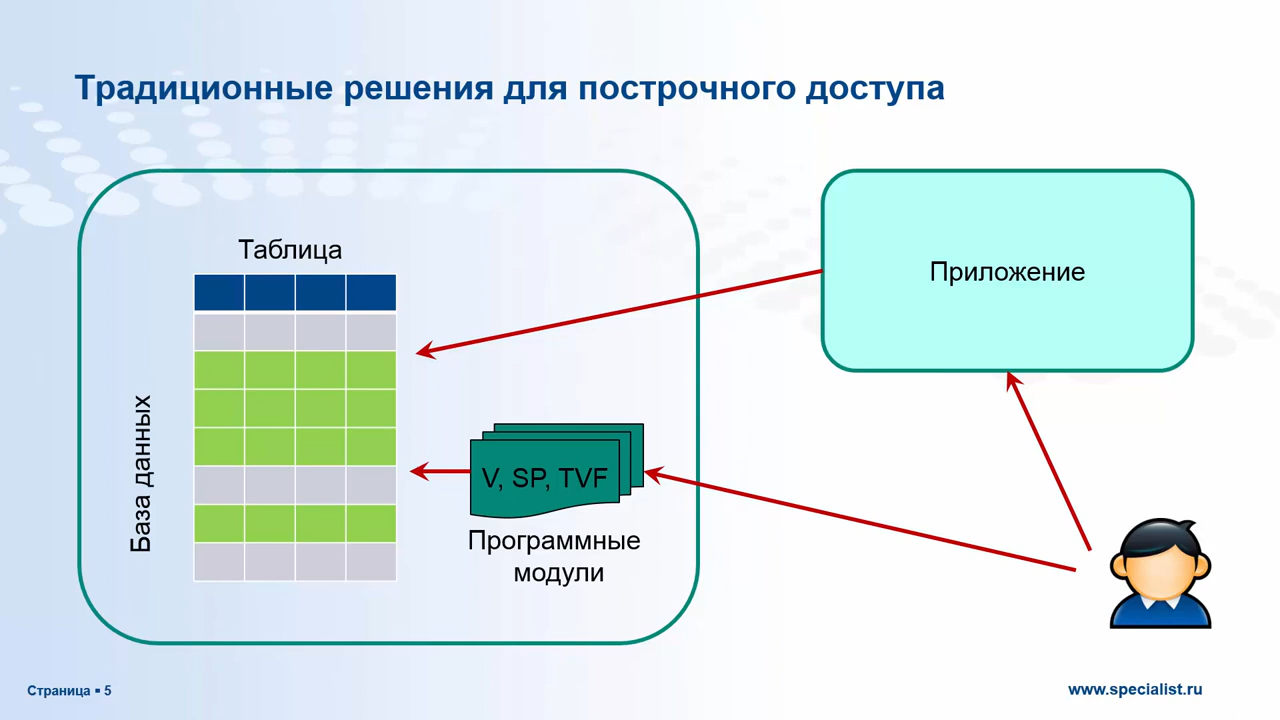 Традиционные решения для построчного доступа
Таблица
База данных
V, SP, TVF
Программные
модули
Приложение
Страница ▪ 5
www.specialist.ru